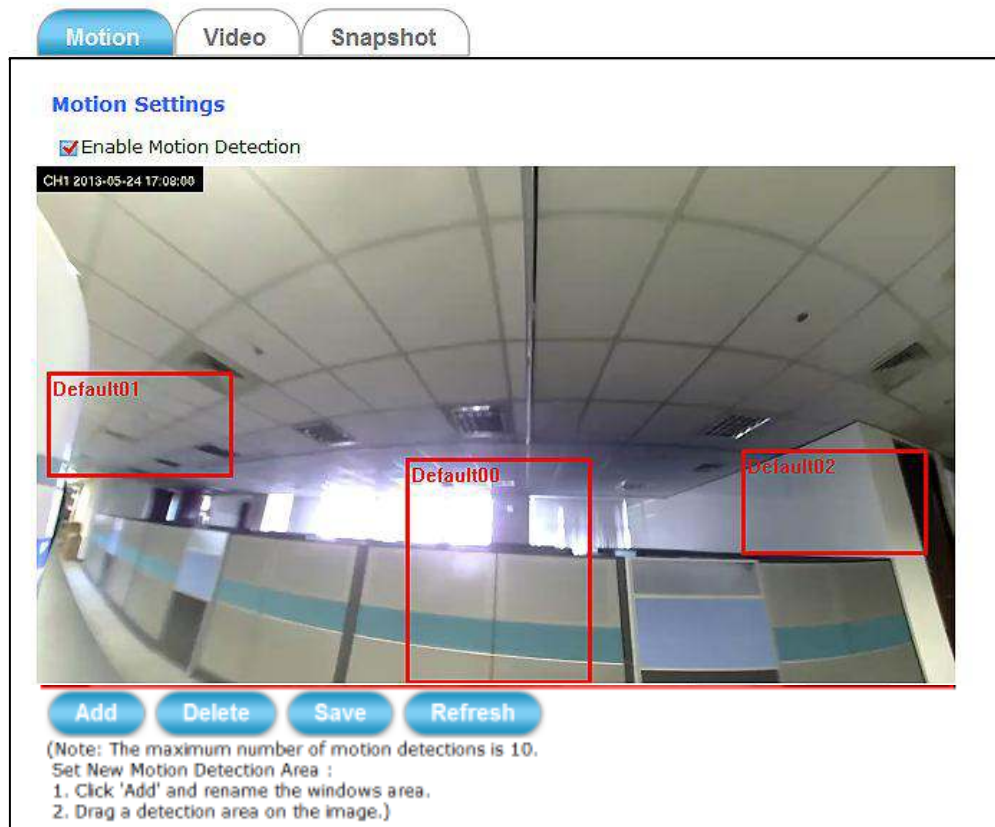 Motion Video Snapshot
Motion Settings
Enable Motion Detection
CH1 2013-05-24 17:08:00
Default01
Default00
Default02
Add Delete Save Refresh
(Note: The maximum number of motion detections is 10.
Set New Motion Detection Area :
1. Click 'Add' and rename the windows area.
2. Drag a detection area on the image.)